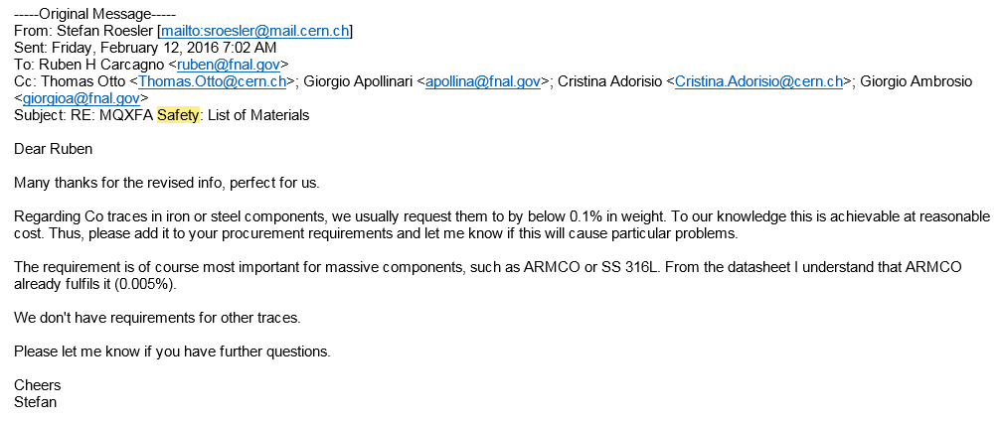 -----Original Message-----
From: Stefan Roesler [mailto:sroesler@mail.cern.ch]
Sent: Friday, February 12, 2016 7:02 AM
To: Ruben H Carcagno <ruben@fnal.gov>
Cc: Thomas Otto <Thomas.Otto@cern.ch>; Giorgio Apollinari <apollina@fnal.gov>; Cristina Adorisio <Cristina.Adorisio@cern.ch>; Giorgio Ambrosio
<giorgioa@fnal.gov>
Subject: RE: MQXFA Safety: List of Materials
Dear Ruben
Many thanks for the revised info, perfect for us.
Regarding Co traces in iron or steel components, we usually request them to by below 0.1% in weight. To our knowledge this is achievable at reasonable
cost. Thus, please add it to your procurement requirements and let me know if this will cause particular problems.
The requirement is of course most important for massive components, such as ARMCO or SS 316L. From the datasheet I understand that ARMCO
already fulfils it (0.005%).
We don't have requirements for other traces.
Please let me know if you have further questions.
Cheers
Stefan